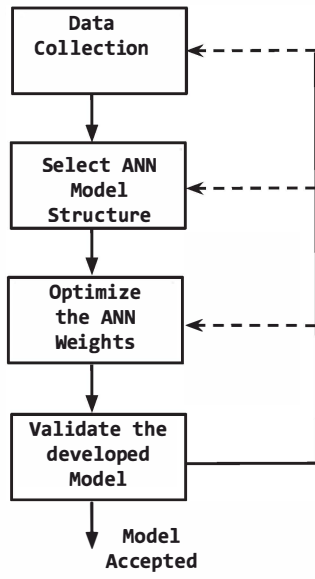 Data
Collection
Select ANN
Model
Structure
Optimize
the ANN
Weights
Validate the
developed
Model
Model
Accepted